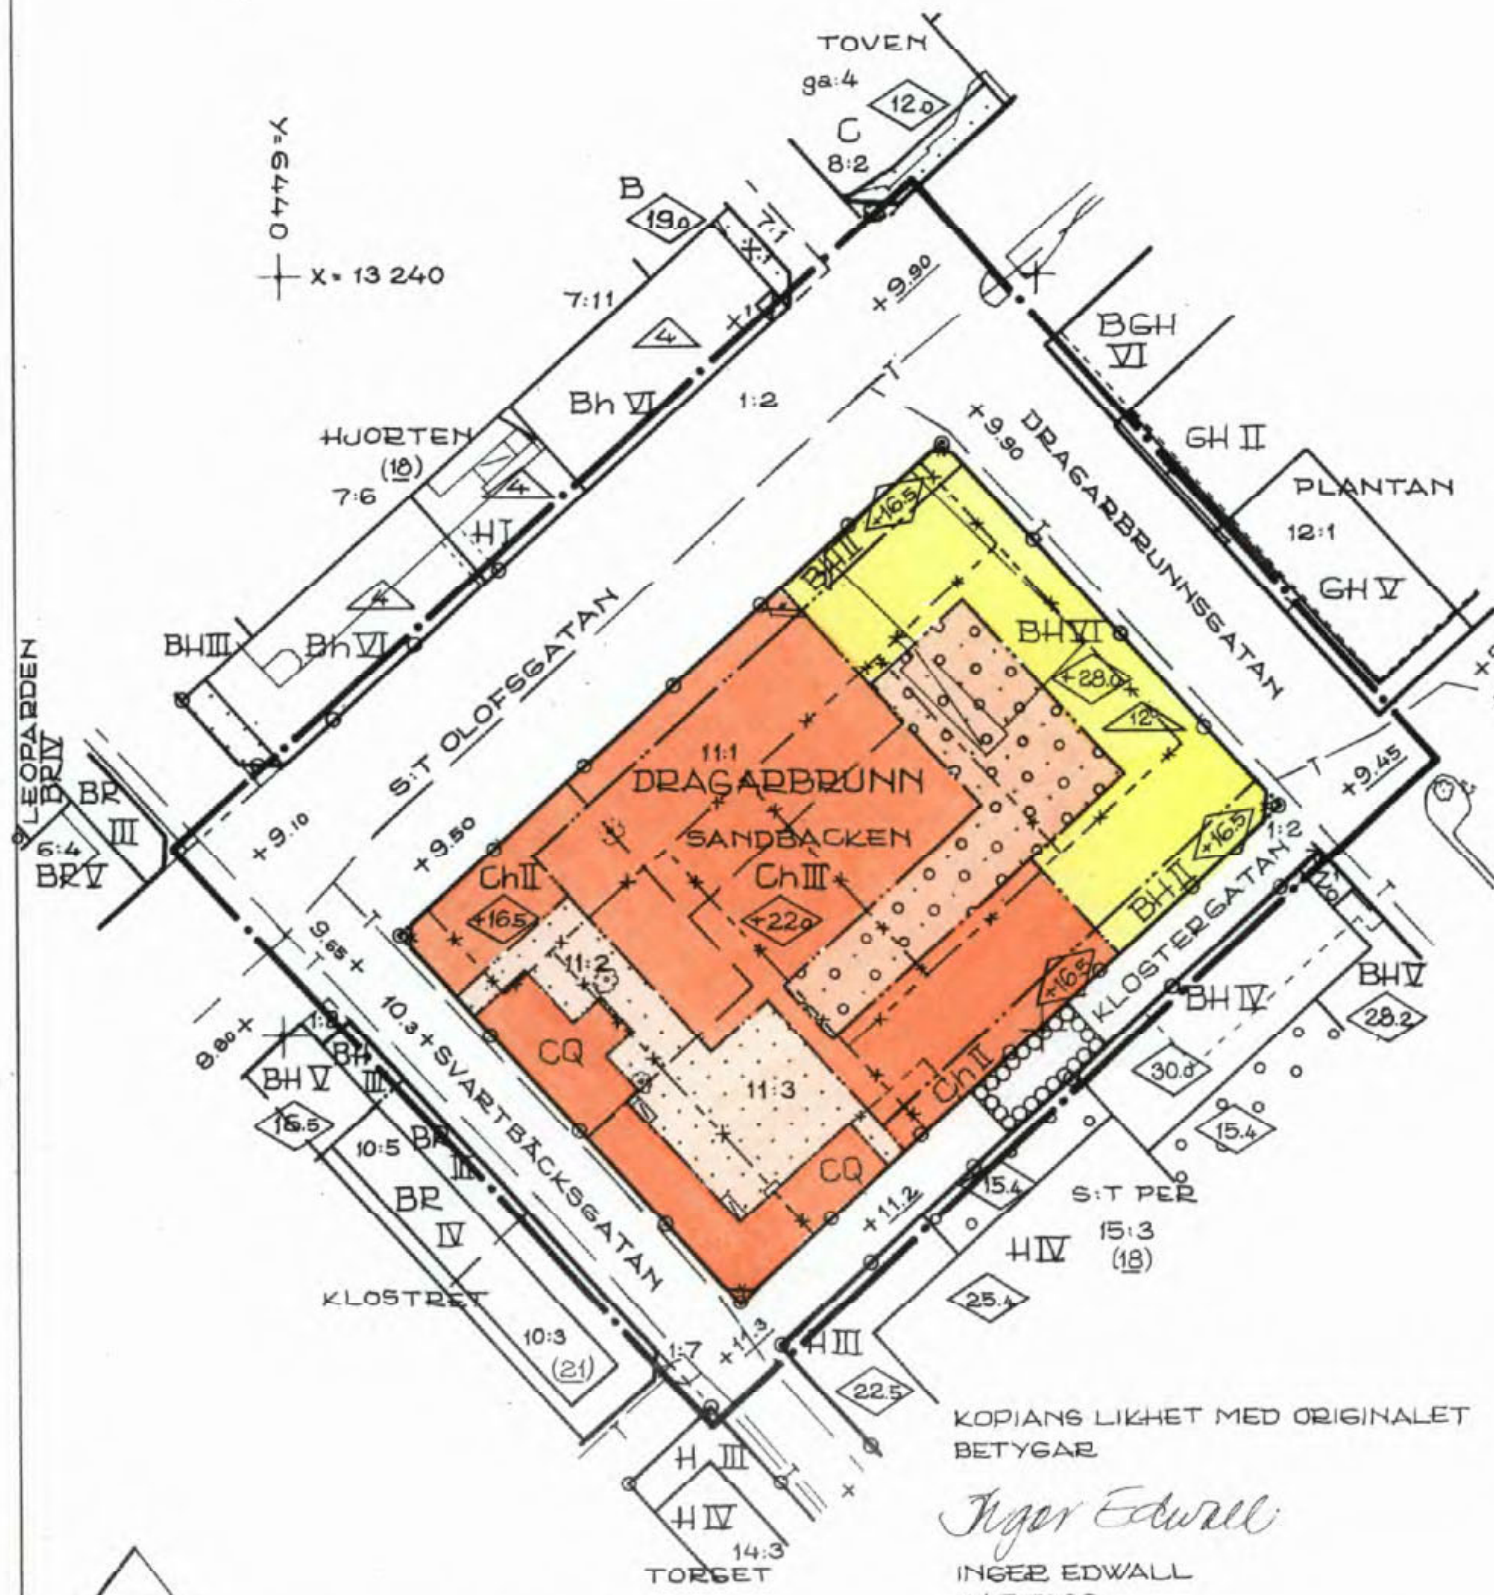 TOVEN
ga:4
12.0
C
8:2
Y=6440
X= 13 240
B
19.0
7:1
x1
+9.90
7:11
x1
4
BGH
VI
Bh VI
1:2
GH II
HJORTEN
(18)
7:6
4
H I
+9.90
DRAGARBRUNNSGATAN
PLANTAN
12:1
GH V
+16.5
BH II
4
BH III
Bh VI
S:T OLOFSGATAN
BH VI
+28.0
12
LEOPARDEN
BR IV
BR
III
6:4
BR V
+9.10
+9.50
11:1
DRAGARBRUNN
SANDBACKEN
Ch III
+22.0
Ch II
+16.5
+9.45
+16.5
1:2
BH II
KLOSTERGATAN
9.65 +
11:2
10.3 +
SVARTBÄCKSGATAN
8.80 +
CQ
+16.5
Ch II
BH IV
BH V
28.2
30.0
1:8
BH
III
BH V
16.5
11:3
15.4
10:5
BR
III
BR
IV
CQ
15.4
+11.2
S:T PER
15:3
(18)
H IV
25.4
KLOSTRET
10:3
(21)
1:7
+11.3
H III
22.5
KOPIANS LIKHET MED ORIGINALET
BETYGAR
Inger Edwall
INGER EDWALL
H III
H IV
14:3
TORGET